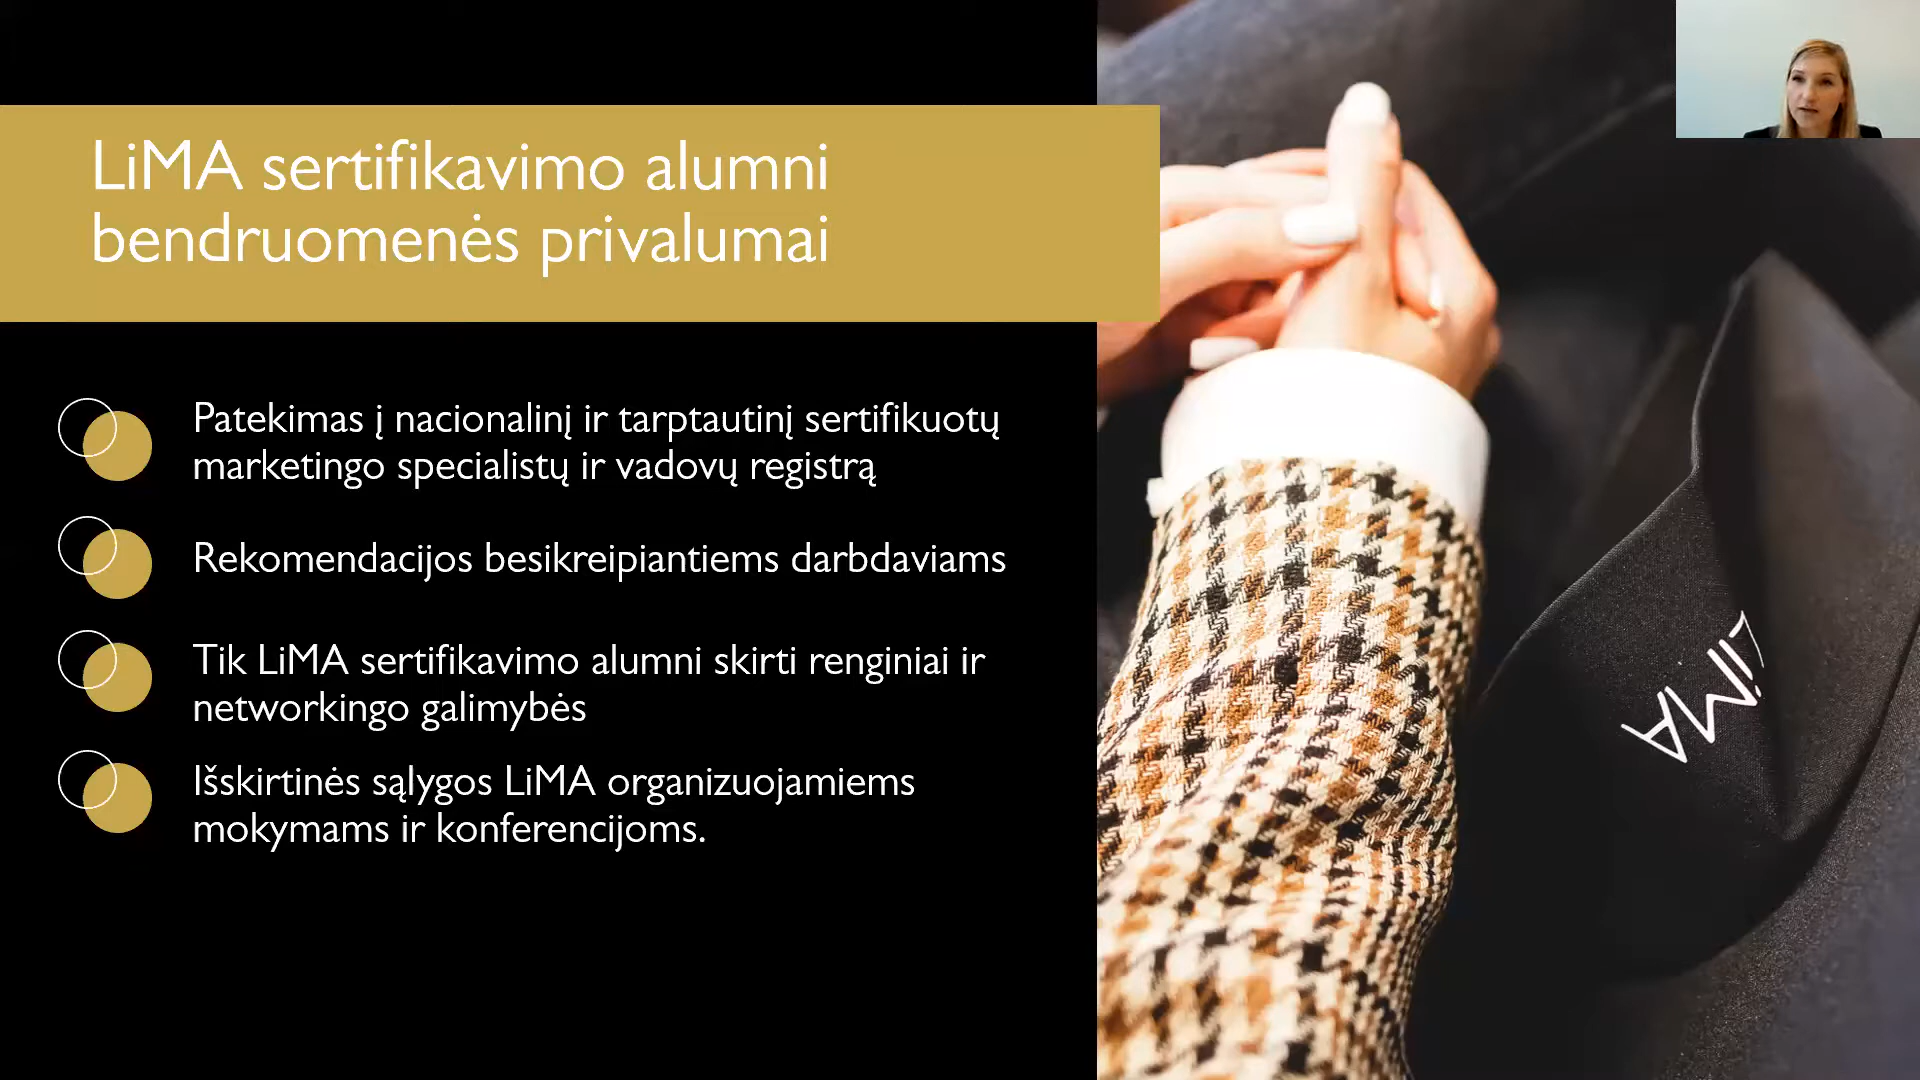 LiMA sertifikavimo alumni
bendruomenės privalumai
Patekimas į nacionalinį ir tarptautinį sertifikuotų
marketingo specialistų ir vadovų registrą
Rekomendacijos besikreipiantiems darbdaviams
Tik LiMA sertifikavimo alumni skirti renginiai ir
networkingo galimybės
Išskirtinės sąlygos LiMA organizuojamiems
mokymams ir konferencijoms.
LiMA